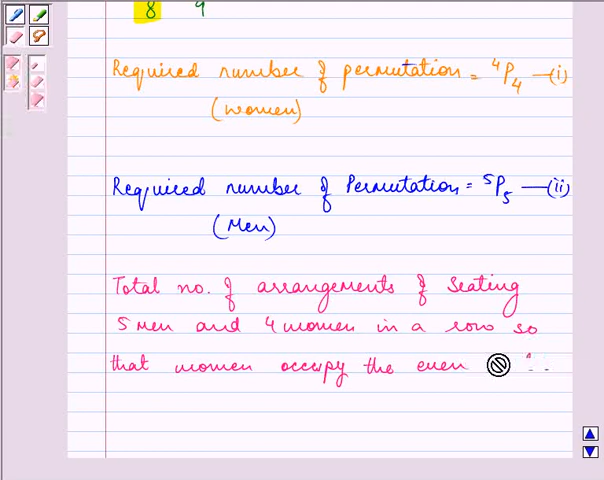 8 9
Required number of permutation = ⁴P₄ —(i)
(women)
Required number of Permutation = ⁵P₅ —(ii)
(Men)
Total no. of arrangements of seating
5 Men and 4 women in a row so
that women occupy the even